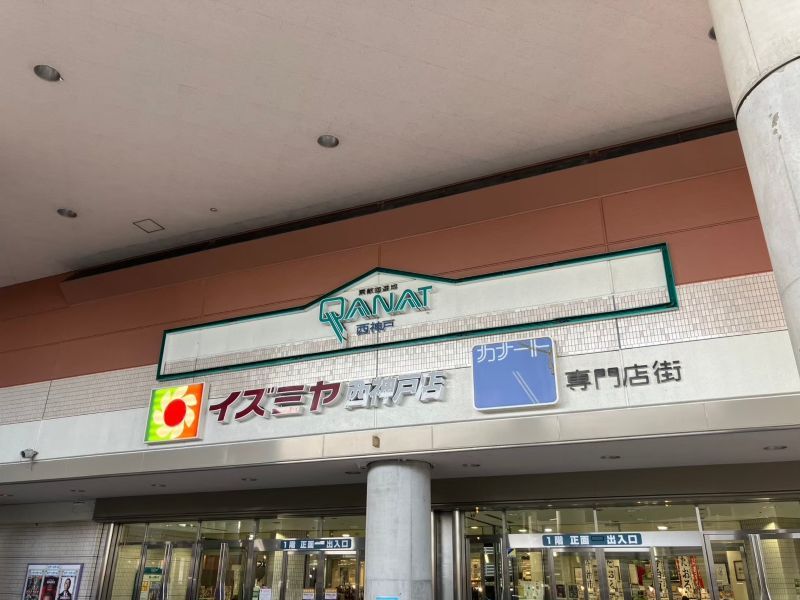 QANAT
西神戸
イズミヤ 西神戸店
カナート
専門店街
1階 正面 出入口
1階 正面 出入口